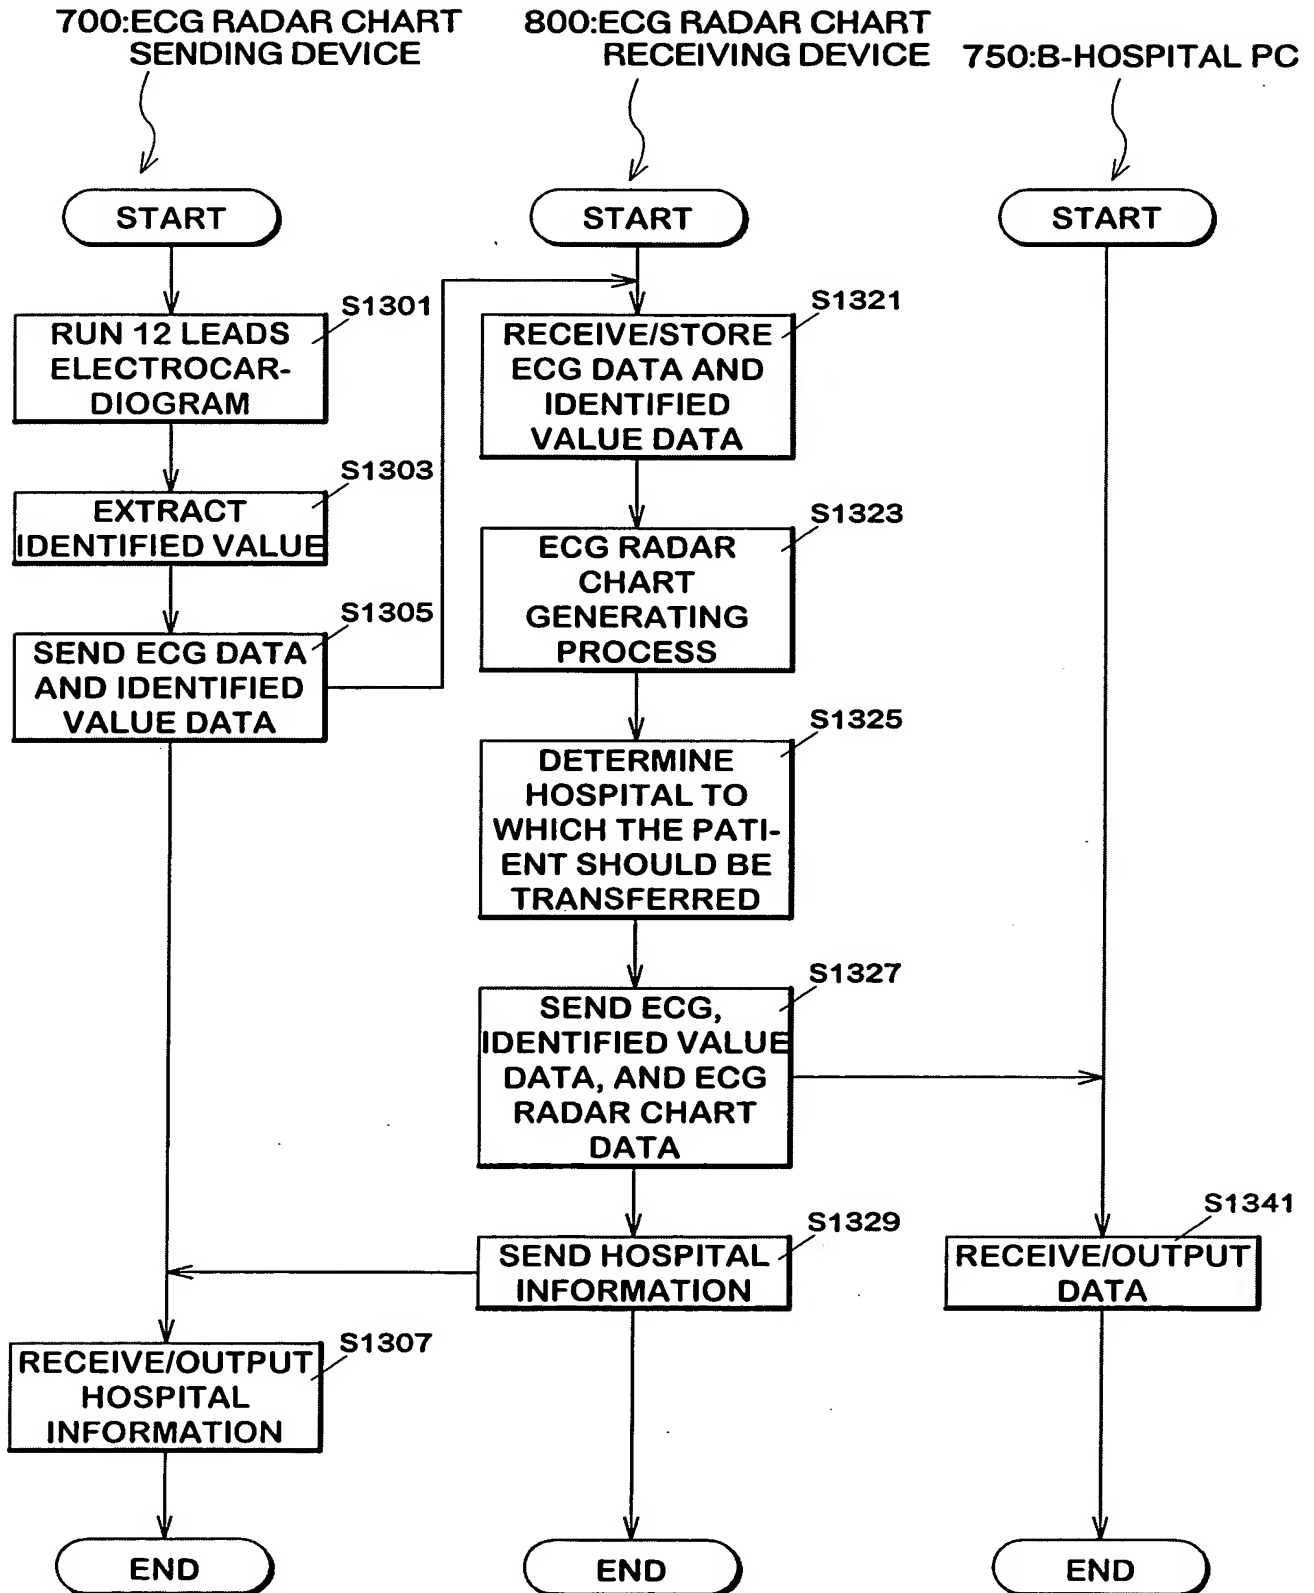 700:ECG RADAR CHART
SENDING DEVICE
800:ECG RADAR CHART
RECEIVING DEVICE
750:B-HOSPITAL PC
START
START
START
S1301
RUN 12 LEADS
ELECTROCAR-
DIOGRAM
S1303
EXTRACT
IDENTIFIED VALUE
S1305
SEND ECG DATA
AND IDENTIFIED
VALUE DATA
S1321
RECEIVE/STORE
ECG DATA AND
IDENTIFIED
VALUE DATA
S1323
ECG RADAR
CHART
GENERATING
PROCESS
S1325
DETERMINE
HOSPITAL TO
WHICH THE PATI-
ENT SHOULD BE
TRANSFERRED
S1327
SEND ECG,
IDENTIFIED VALUE
DATA, AND ECG
RADAR CHART
DATA
S1329
SEND HOSPITAL
INFORMATION
S1341
RECEIVE/OUTPUT
DATA
S1307
RECEIVE/OUTPUT
HOSPITAL
INFORMATION
END
END
END